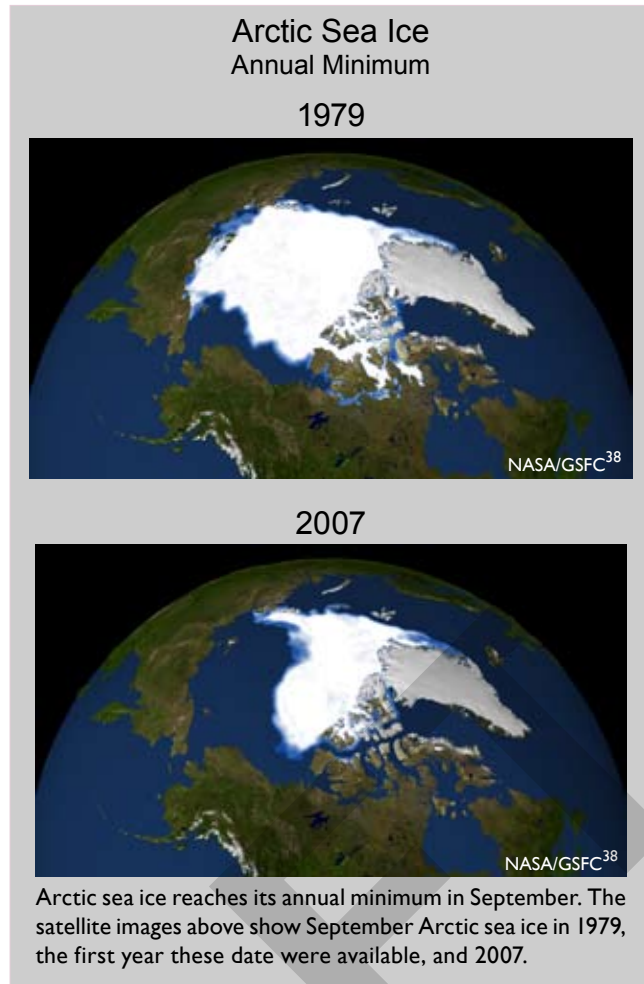 Arctic Sea Ice
Annual Minimum
1979
NASA/GSFC38
2007
NASA/GSFC38
Arctic sea ice reaches its annual minimum in September. The
satellite images above show September Arctic sea ice in 1979,
the first year these date were available, and 2007.